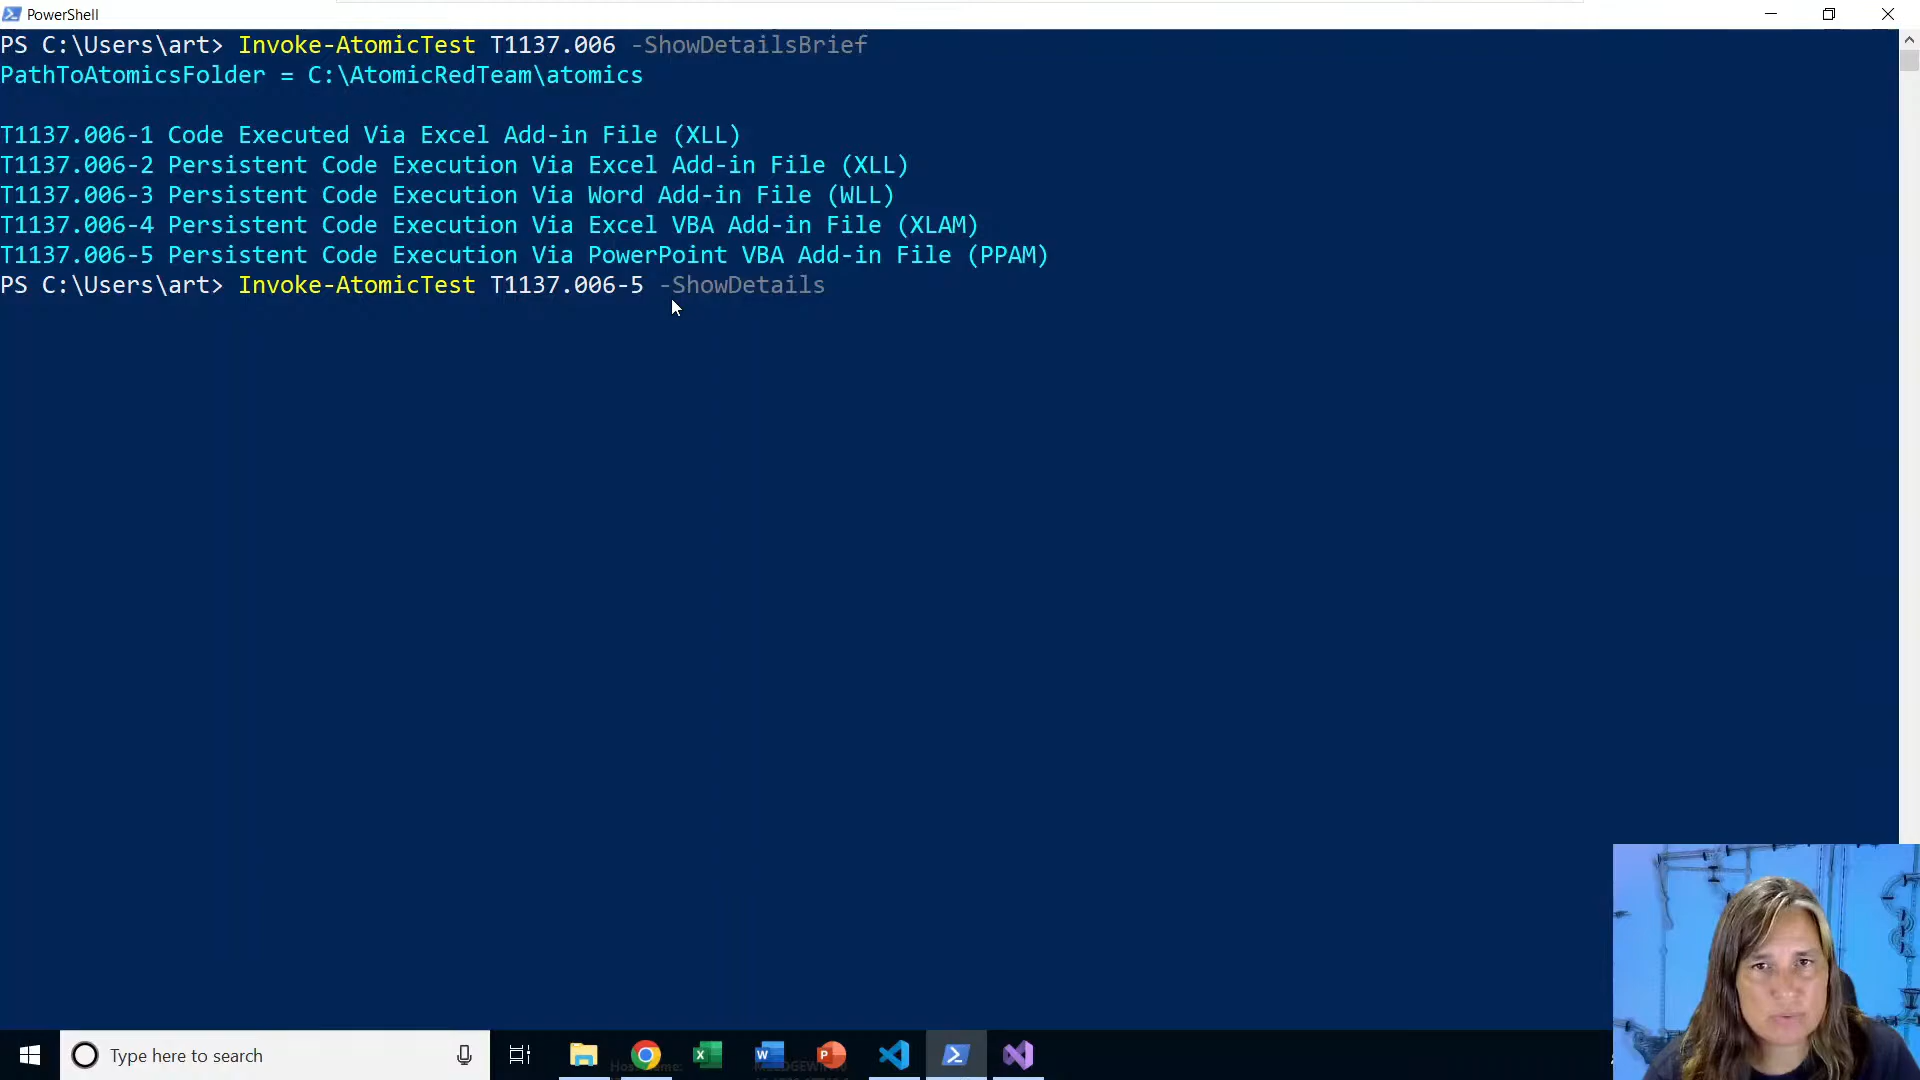 PowerShell
PS C:\Users\art> Invoke-AtomicTest T1137.006 -ShowDetailsBrief
PathToAtomicsFolder = C:\AtomicRedTeam\atomics
T1137.006-1 Code Executed Via Excel Add-in File (XLL)
T1137.006-2 Persistent Code Execution Via Excel Add-in File (XLL)
T1137.006-3 Persistent Code Execution Via Word Add-in File (WLL)
T1137.006-4 Persistent Code Execution Via Excel VBA Add-in File (XLAM)
T1137.006-5 Persistent Code Execution Via PowerPoint VBA Add-in File (PPAM)
PS C:\Users\art> Invoke-AtomicTest T1137.006-5 -ShowDetails
Type here to search